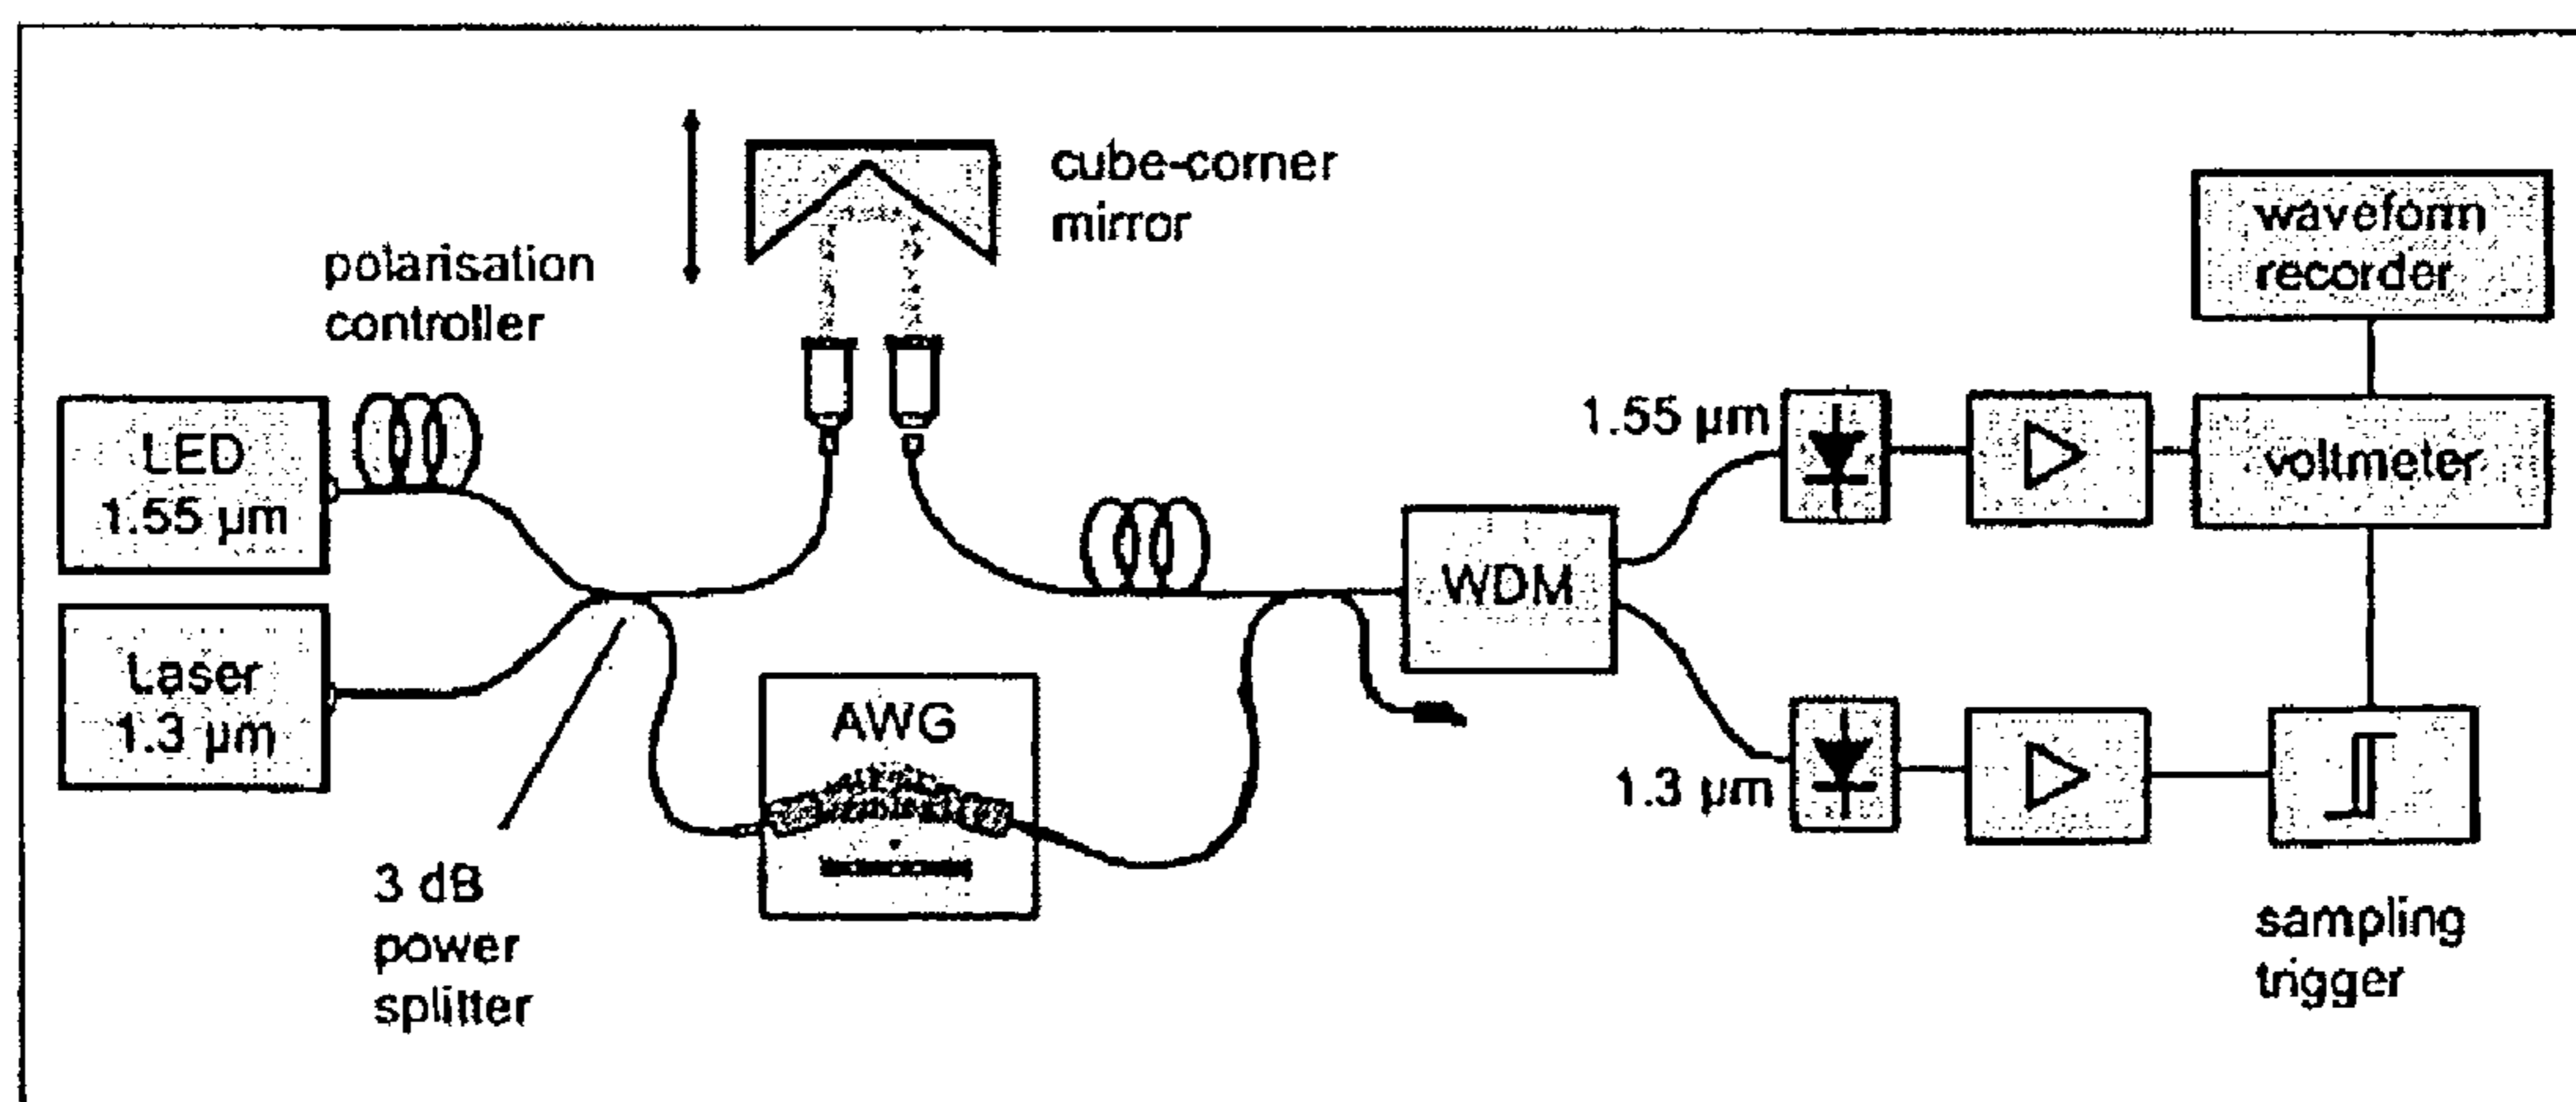 cube-corner
mirror
polarisation
controller
LED
1.55 µm
Laser
1.3 µm
3 dB
power
splitter
AWG
WDM
1.55 µm
1.3 µm
waveform
recorder
voltmeter
sampling
trigger